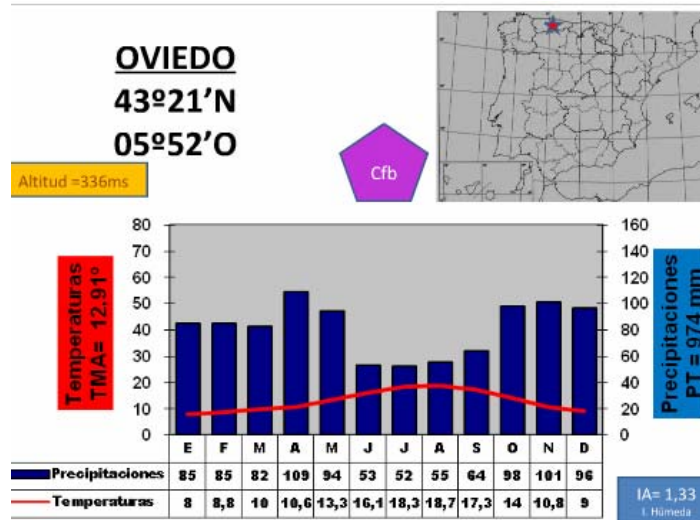 OVIEDO
43º21'N
05º52'O
Altitud =336ms
Cfb
Temperaturas
TMA= 12,91º
80
70
60
50
40
30
20
10
0
160
140
120
100
80
60
40
20
0
Precipitaciones
PT = 974 mm
E F M A M J J A S O N D
Precipitaciones 85 85 82 109 94 53 52 55 64 98 101 96
Temperaturas 8 8,8 10 10,6 13,3 16,1 18,3 18,7 17,3 14 10,8 9
IA= 1,33
I. Húmeda